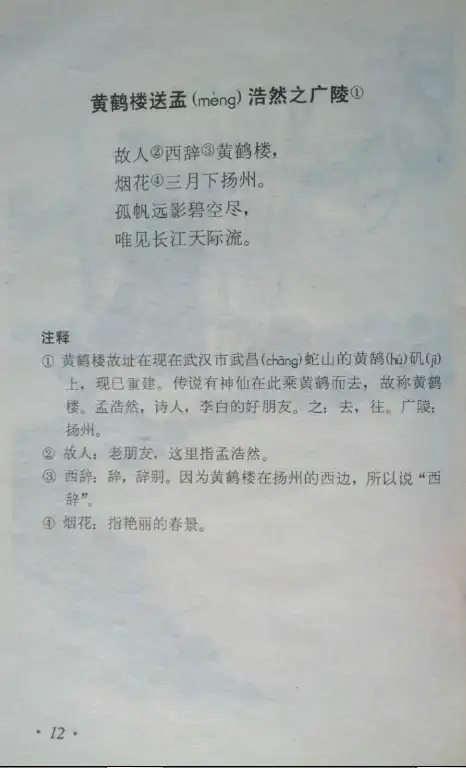 黄鹤楼送孟(mèng)浩然之广陵①
故人②西辞③黄鹤楼，
烟花④三月下扬州。
孤帆远影碧空尽，
唯见长江天际流。
注释
① 黄鹤楼故址在现在武汉市武昌(chāng)蛇山的黄鹄(hú)矶(jī)
上，现已重建。传说有神仙在此乘黄鹤而去，故称黄鹤
楼。孟浩然，诗人，李白的好朋友。之：去，往。广陵：
扬州。
② 故人：老朋友，这里指孟浩然。
③ 西辞：辞，辞别。因为黄鹤楼在扬州的西边，所以说“西
辞”。
④ 烟花：指艳丽的春景。
· 12 ·